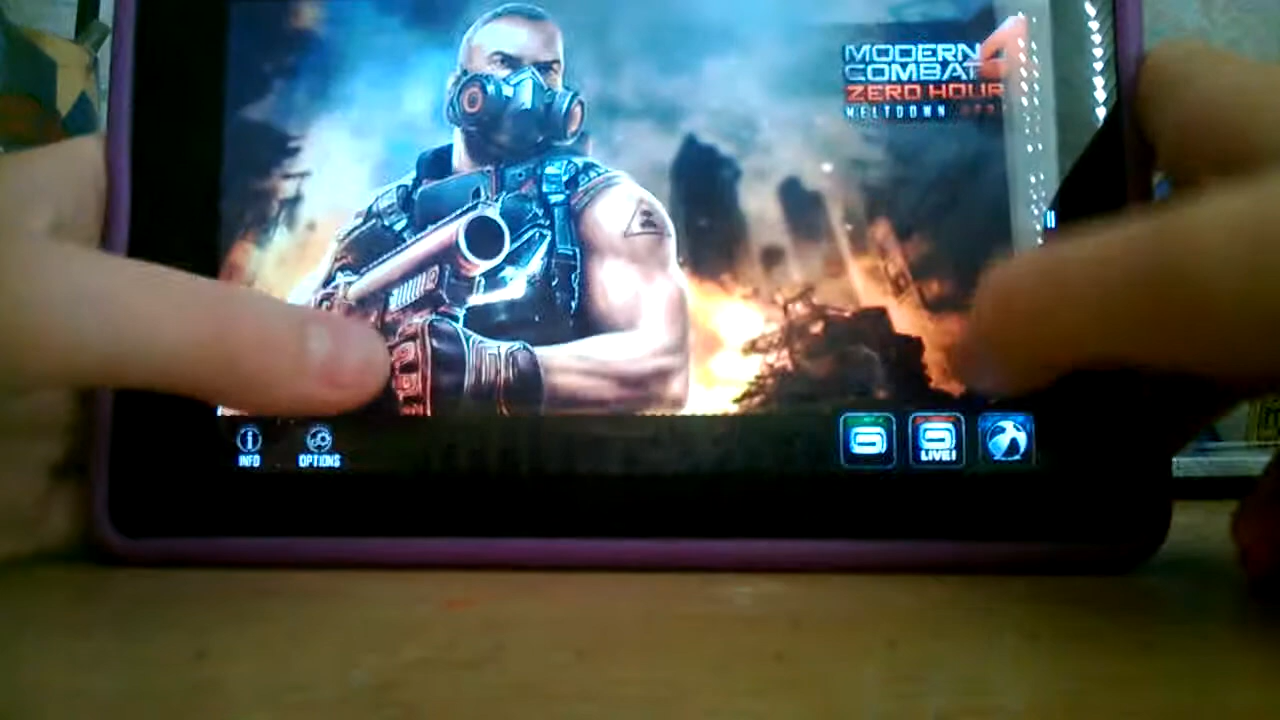 MODERN
COMBAT 4
ZERO HOUR
MELTDOWN
INFO
OPTIONS
LIVE!